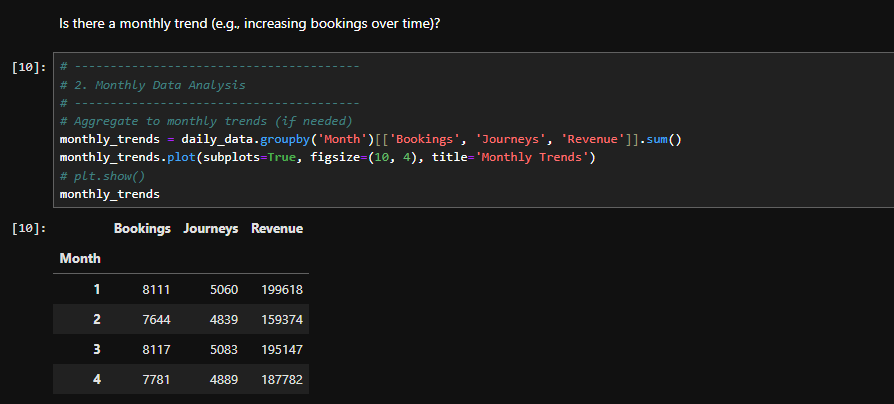 Is there a monthly trend (e.g., increasing bookings over time)?
[10]: # ----------------------------------------
# 2. Monthly Data Analysis
# ----------------------------------------
# Aggregate to monthly trends (if needed)
monthly_trends = daily_data.groupby('Month')[['Bookings', 'Journeys', 'Revenue']].sum()
monthly_trends.plot(subplots=True, figsize=(10, 4), title='Monthly Trends')
# plt.show()
monthly_trends
[10]: Bookings Journeys Revenue
Month
1 8111 5060 199618
2 7644 4839 159374
3 8117 5083 195147
4 7781 4889 187782